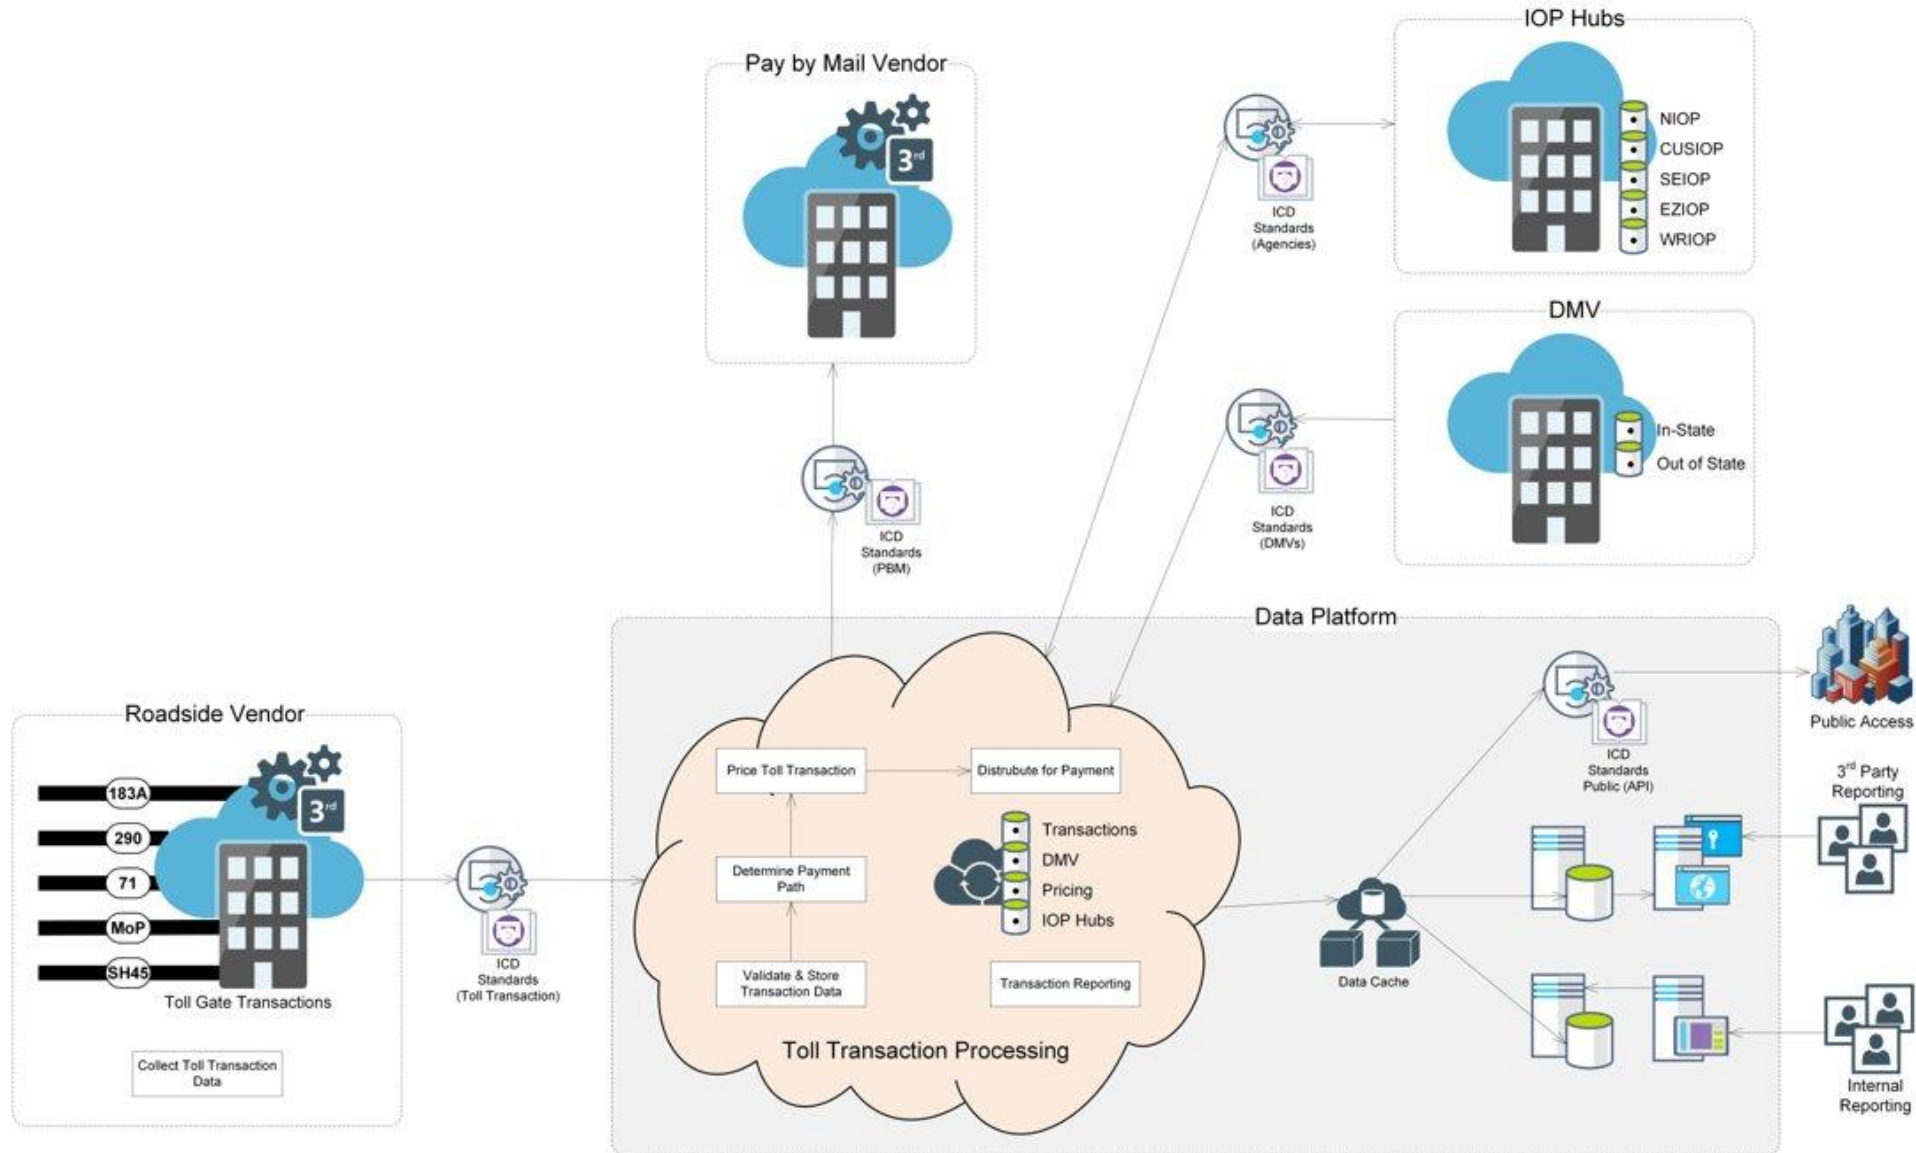 IOP Hubs
NIOP
CUSIOP
SEIOP
EZIOP
WRIOP
Pay by Mail Vendor
3rd
ICD
Standards
(Agencies)
DMV
In-State
Out of State
ICD
Standards
(DMVs)
ICD
Standards
(PBM)
Data Platform
Roadside Vendor
183A
290
71
MoP
SH45
3rd
Toll Gate Transactions
Collect Toll Transaction
Data
ICD
Standards
(Toll Transaction)
Price Toll Transaction
Distrubute for Payment
Determine Payment
Path
Validate & Store
Transaction Data
Transactions
DMV
Pricing
IOP Hubs
Transaction Reporting
Toll Transaction Processing
Data Cache
ICD
Standards
Public (API)
Public Access
3rd Party
Reporting
Internal
Reporting